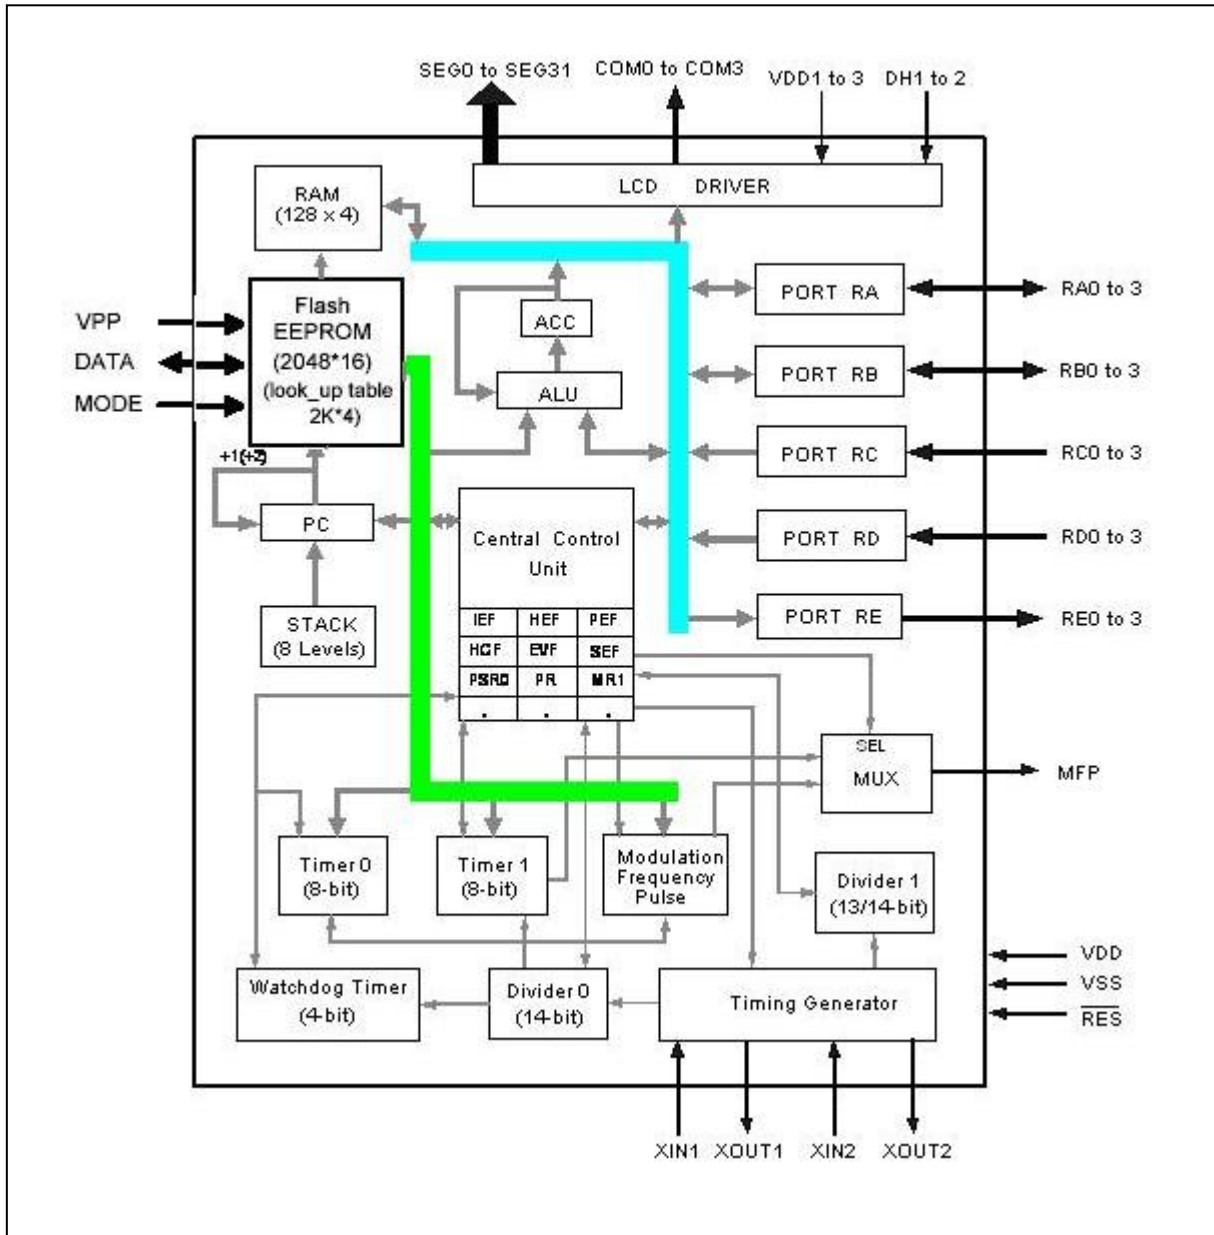 SEG0 to SEG31
COM0 to COM3
VDD1 to 3
DH1 to 2
LCD DRIVER
RAM
(128 x 4)
VPP
DATA
MODE
Flash
EEPROM
(2048*16)
(look_up table
2K*4)
ACC
ALU
PORT RA
RA0 to 3
PORT RB
RB0 to 3
PORT RC
RC0 to 3
PORT RD
RD0 to 3
PORT RE
RE0 to 3
+1(+2)
PC
STACK
(8 Levels)
Central Control
Unit
IEF HEF PEF
HCF EVF SEF
PSR0 PR MR1
. . .
SEL
MUX
MFP
Timer 0
(8-bit)
Timer 1
(8-bit)
Modulation
Frequency
Pulse
Divider 1
(13/14-bit)
Watchdog Timer
(4-bit)
Divider 0
(14-bit)
Timing Generator
VDD
VSS
RES
XIN1
XOUT1
XIN2
XOUT2